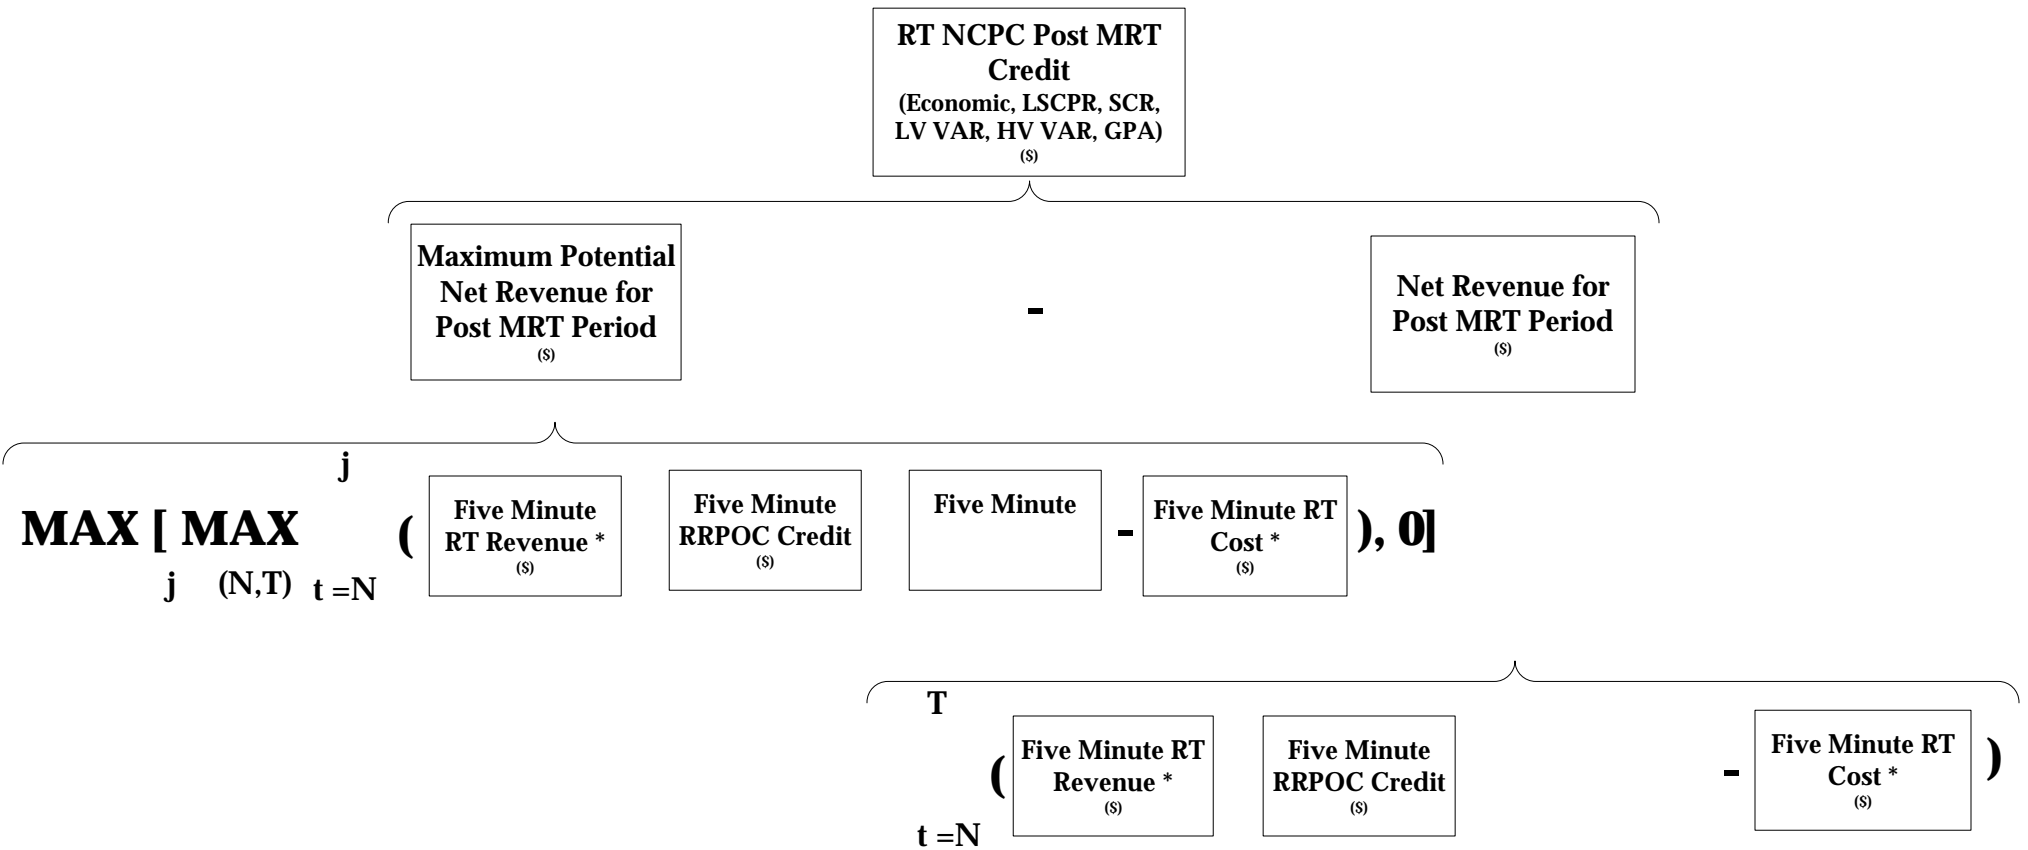 RT NCPC Post MRT
Credit
(Economic, LSCPR, SCR,
LV VAR, HV VAR, GPA)
($)
Maximum Potential
Net Revenue for
Post MRT Period
($)
-
Net Revenue for
Post MRT Period
($)
MAX [ MAX
j (N,T)
j
t =N
(
Five Minute
RT Revenue *
($)
Five Minute
RRPOC Credit
($)
Five Minute
-
Five Minute RT
Cost *
($)
), 0]
T
t =N
(
Five Minute RT
Revenue *
($)
Five Minute
RRPOC Credit
($)
-
Five Minute RT
Cost *
($)
)